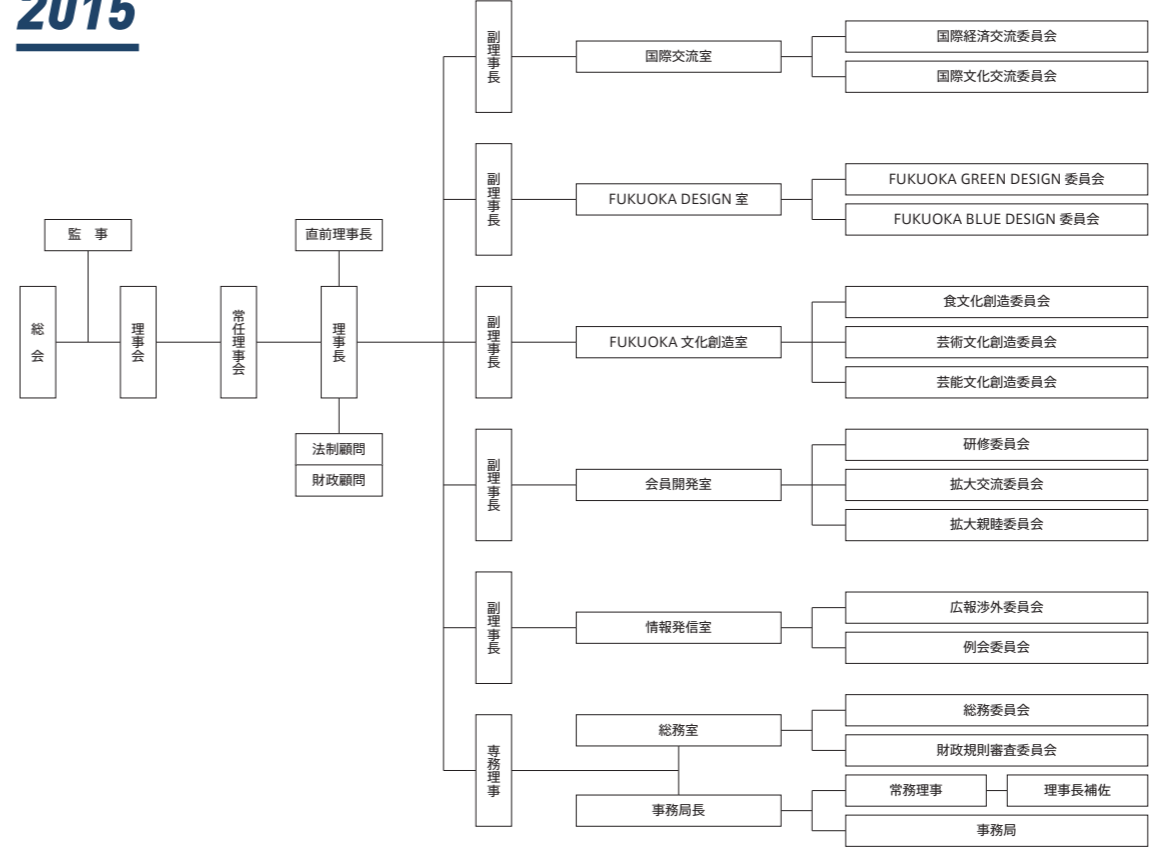 2015
監 事
総会
理事会
常任理事会
直前理事長
理事長
法制顧問
財政顧問
副理事長
国際交流室
国際経済交流委員会
国際文化交流委員会
副理事長
FUKUOKA DESIGN 室
FUKUOKA GREEN DESIGN 委員会
FUKUOKA BLUE DESIGN 委員会
副理事長
FUKUOKA 文化創造室
食文化創造委員会
芸術文化創造委員会
芸能文化創造委員会
副理事長
会員開発室
研修委員会
拡大交流委員会
拡大親睦委員会
副理事長
情報発信室
広報渉外委員会
例会委員会
専務理事
総務室
総務委員会
財政規則審査委員会
事務局長
常務理事
理事長補佐
事務局